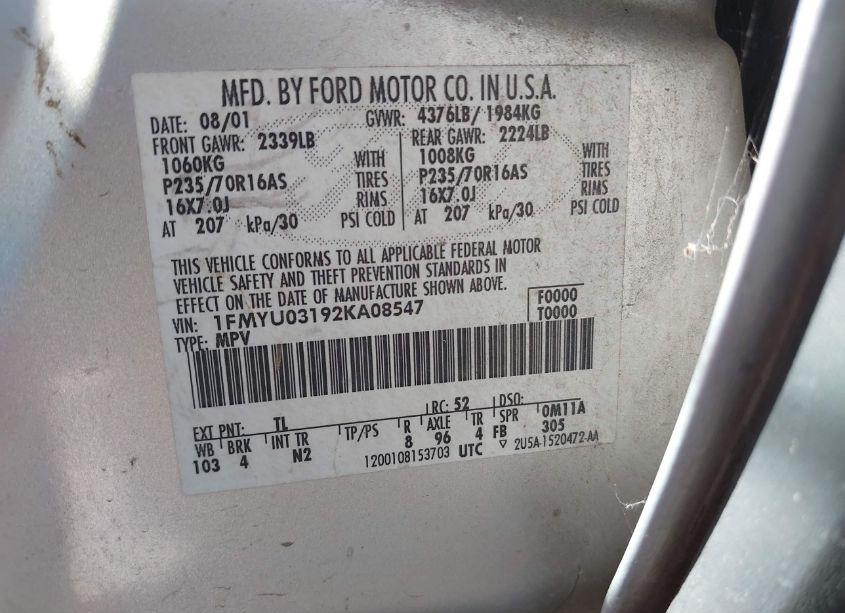 MFD. BY FORD MOTOR CO. IN U.S.A.
DATE: 08/01 GVWR: 4376LB/ 1984KG
FRONT GAWR: 2339LB REAR GAWR: 2224LB
1060KG WITH 1008KG WITH
P235/70R16AS TIRES P235/70R16AS TIRES
16X7.0J RIMS 16X7.0J RIMS
AT 207 kPa/30 PSI COLD AT 207 kPa/30 PSI COLD
THIS VEHICLE CONFORMS TO ALL APPLICABLE FEDERAL MOTOR
VEHICLE SAFETY AND THEFT PREVENTION STANDARDS IN
EFFECT ON THE DATE OF MANUFACTURE SHOWN ABOVE.
VIN: 1FMYU03192KA08547 F0000
TYPE: MPV T0000
EXT PNT: TL RC: 52 DSO:
WB BRK INT TR TP/PS R AXLE TR SPR 0M11A
103 4 N2 8 96 4 FB 305
1200108153703 UTC ▽ 2U5A-1520472-AA